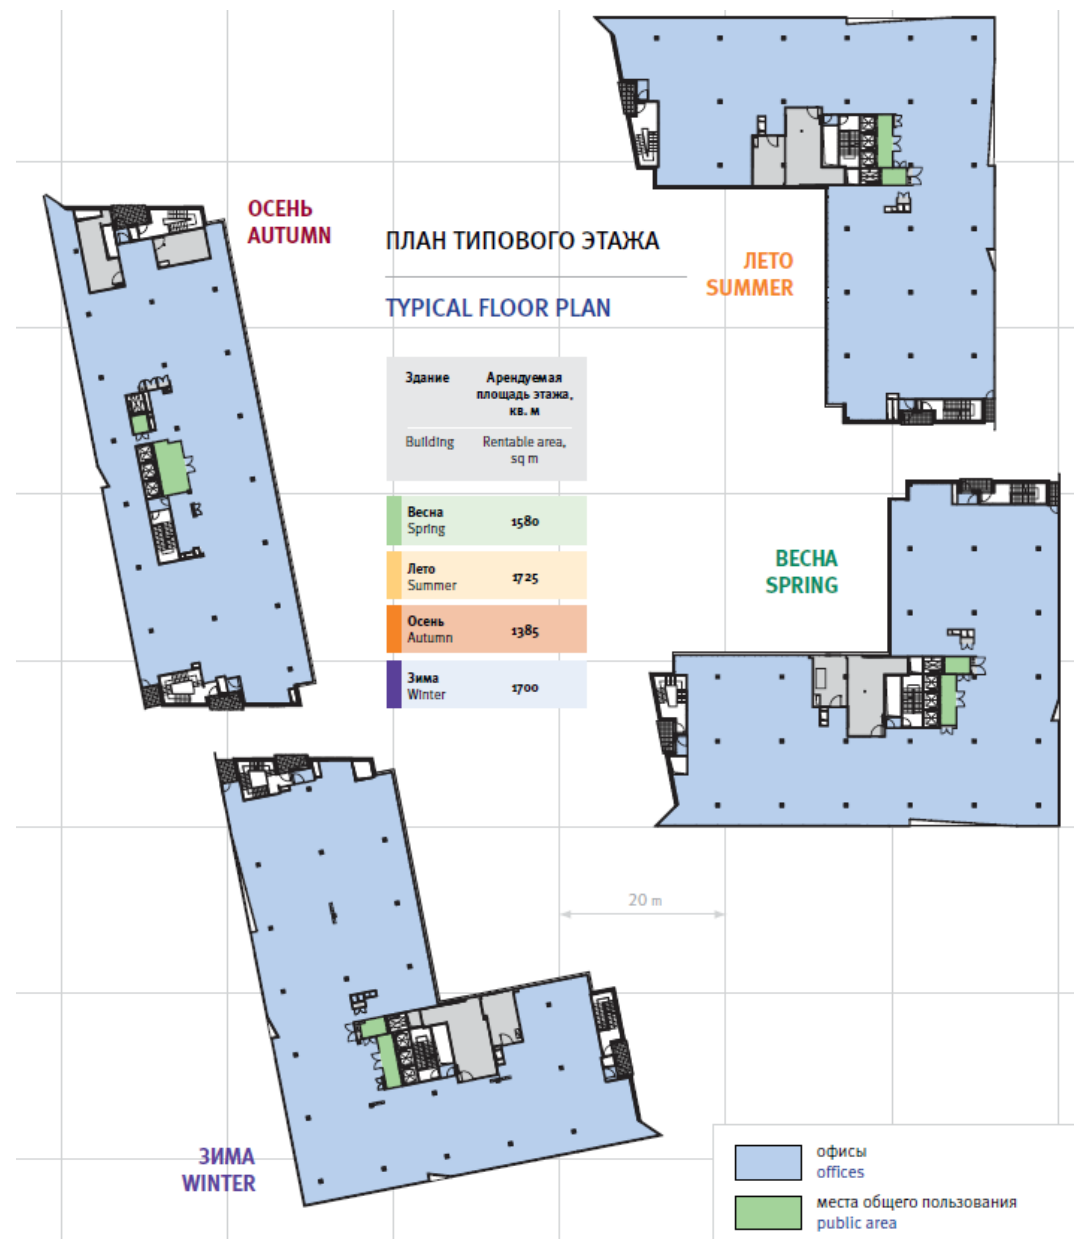 ОСЕНЬ
AUTUMN
ПЛАН ТИПОВОГО ЭТАЖА
TYPICAL FLOOR PLAN
ЛЕТО
SUMMER
Здание
Арендуемая
площадь этажа,
кв. м
Building
Rentable area,
sq m
Весна
Spring
1580
Лето
Summer
1725
Осень
Autumn
1385
Зима
Winter
1700
ВЕСНА
SPRING
20 m
ЗИМА
WINTER
офисы
offices
места общего пользования
public area